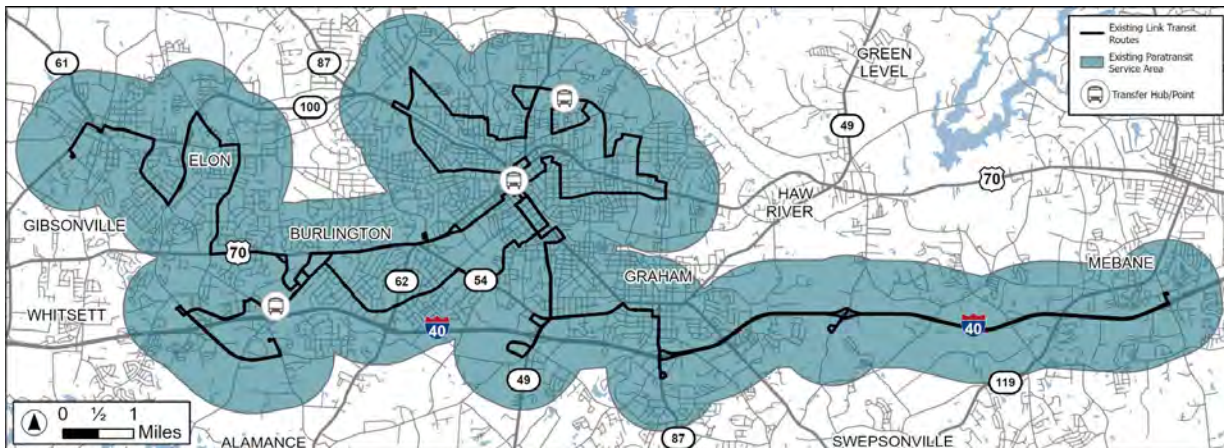 61
87
100
GREEN
LEVEL
49
70
ELON
HAW
RIVER
GIBSONVILLE
BURLINGTON
70
62
54
GRAHAM
MEBANE
WHITSETT
40
40
49
119
87
ALAMANCE
SWEPSONVILLE
Existing Link Transit
Routes
Existing Paratransit
Service Area
Transfer Hub/Point
0 ½ 1
Miles